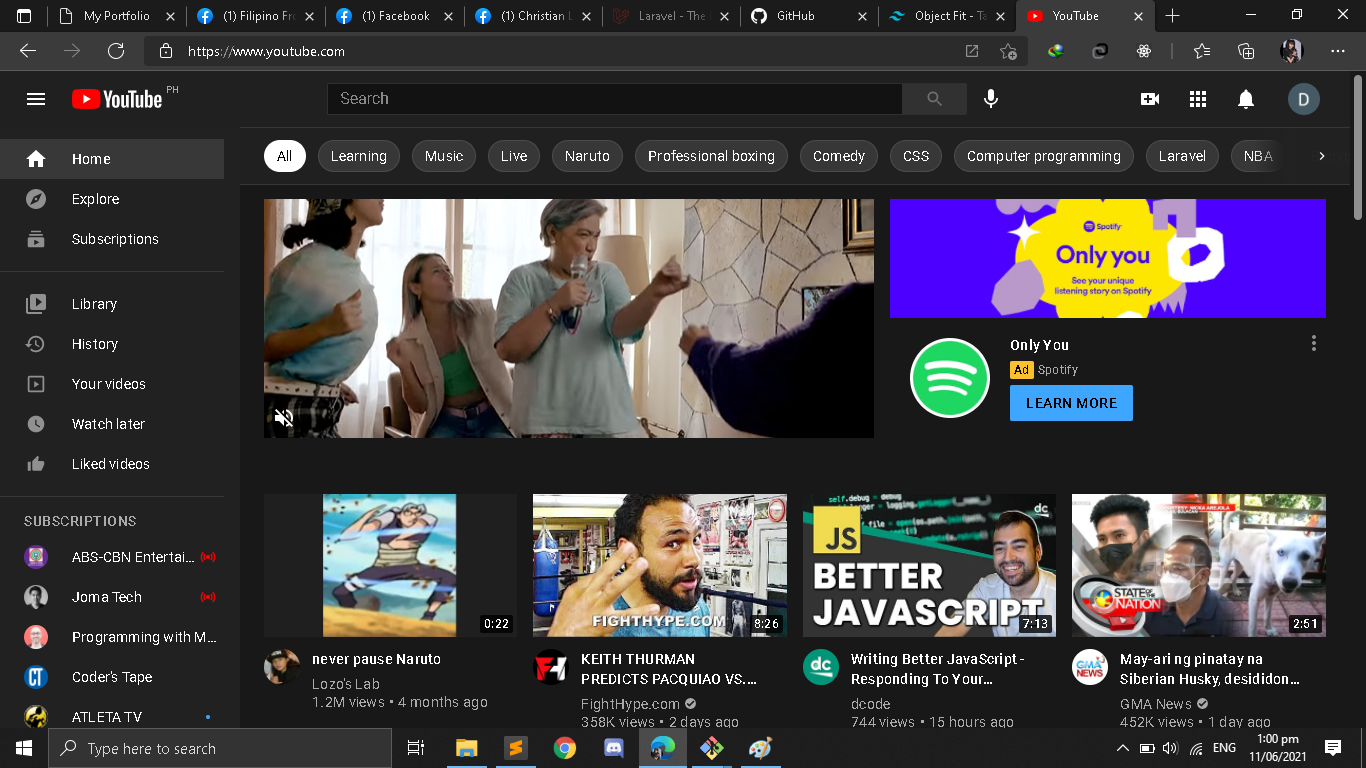 My Portfolio
(1) Filipino Fr
(1) Facebook
(1) Christian L
Laravel - The
GitHub
Object Fit - Ta
YouTube
https://www.youtube.com
YouTube PH
Search
D
Home
Explore
Subscriptions
Library
History
Your videos
Watch later
Liked videos
SUBSCRIPTIONS
ABS-CBN Entertai...
Joma Tech
Programming with M...
Coder's Tape
ATLETA TV
All
Learning
Music
Live
Naruto
Professional boxing
Comedy
CSS
Computer programming
Laravel
NBA
Spotify
Only you
See your unique
listening story on Spotify
Only You
Ad Spotify
LEARN MORE
0:22
never pause Naruto
Lozo's Lab
1.2M views • 4 months ago
FIGHTHYPE.COM
8:26
KEITH THURMAN
PREDICTS PACQUIAO VS....
FightHype.com
358K views • 2 days ago
self.debug = debug
JS
dc
BETTER
JAVASCRIPT
7:13
dc
Writing Better JavaScript -
Responding To Your...
dcode
744 views • 15 hours ago
STATE OF THE
NATION
2:51
GMA
NEWS
May-ari ng pinatay na
Siberian Husky, desididon...
GMA News
452K views • 1 day ago
Type here to search
ENG
1:00 pm
11/06/2021